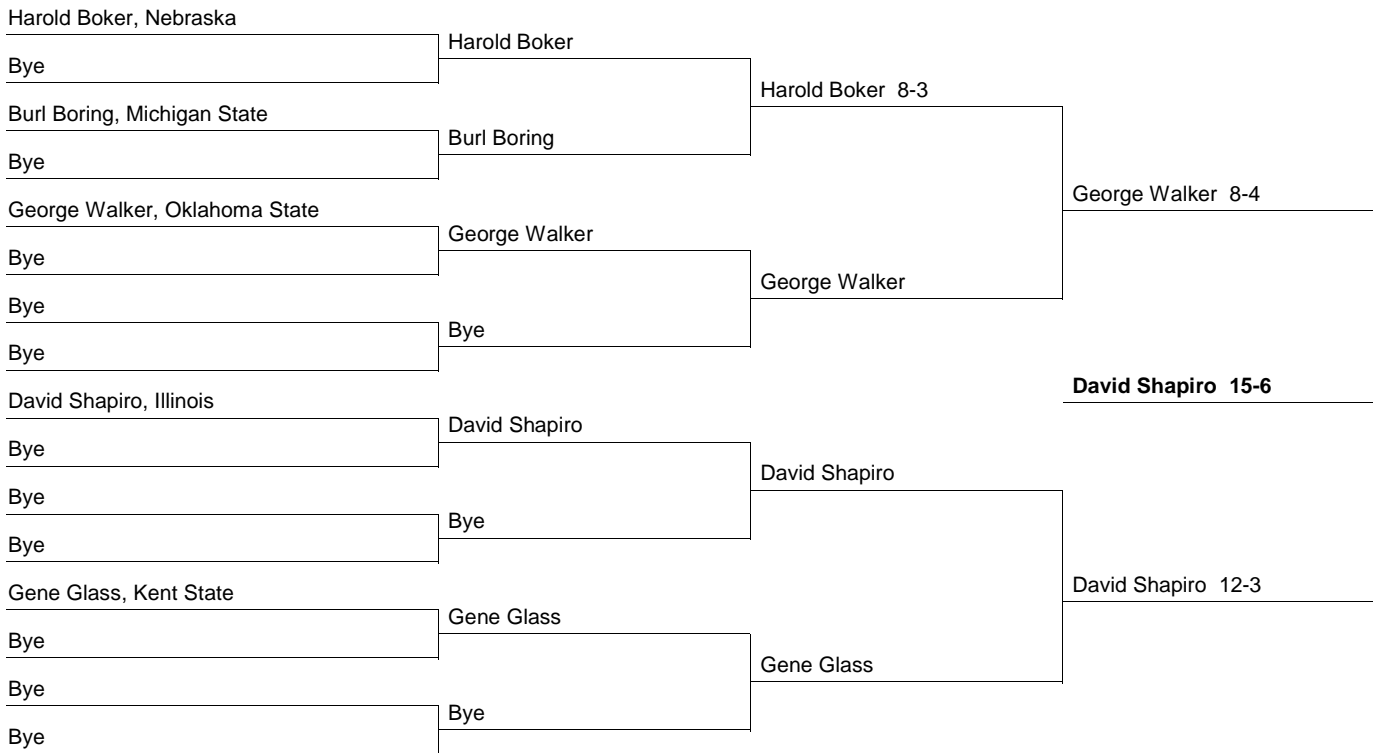 Harold Boker, Nebraska
Harold Boker
Bye
Harold Boker 8-3
Burl Boring, Michigan State
Burl Boring
Bye
George Walker 8-4
George Walker, Oklahoma State
George Walker
Bye
George Walker
Bye
Bye
Bye
David Shapiro 15-6
David Shapiro, Illinois
David Shapiro
Bye
David Shapiro
Bye
Bye
Bye
David Shapiro 12-3
Gene Glass, Kent State
Gene Glass
Bye
Gene Glass
Bye
Bye
Bye